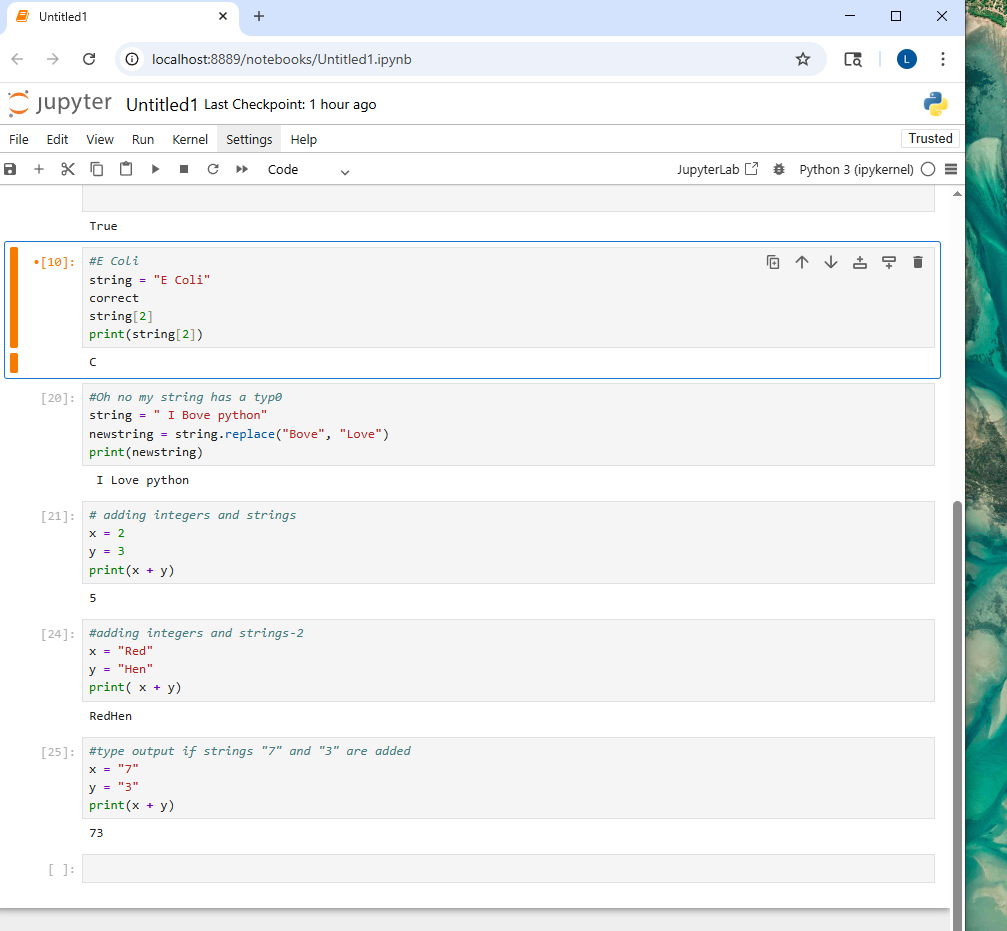 Untitled1
localhost:8889/notebooks/Untitled1.ipynb
L
jupyter Untitled1 Last Checkpoint: 1 hour ago
File Edit View Run Kernel Settings Help
Trusted
Code
JupyterLab Python 3 (ipykernel)
True
•[10]: #E Coli
string = "E Coli"
correct
string[2]
print(string[2])
C
[20]: #Oh no my string has a typ0
string = " I Bove python"
newstring = string.replace("Bove", "Love")
print(newstring)
I Love python
[21]: # adding integers and strings
x = 2
y = 3
print(x + y)
5
[24]: #adding integers and strings-2
x = "Red"
y = "Hen"
print( x + y)
RedHen
[25]: #type output if strings "7" and "3" are added
x = "7"
y = "3"
print(x + y)
73
[ ]: